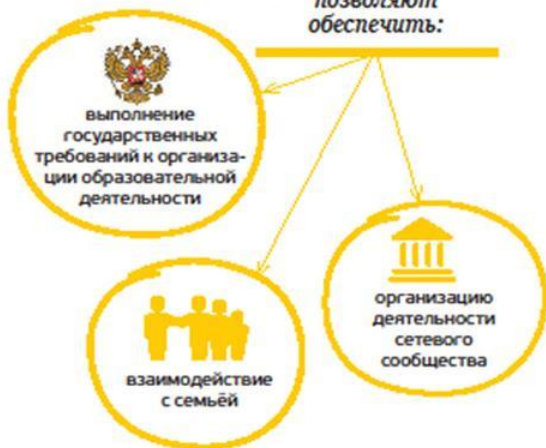 позволяют
обеспечить:
выполнение
государственных
требований к организа-
ции образовательной
деятельности
взаимодействие
с семьёй
организацию
деятельности
сетевого
сообщества